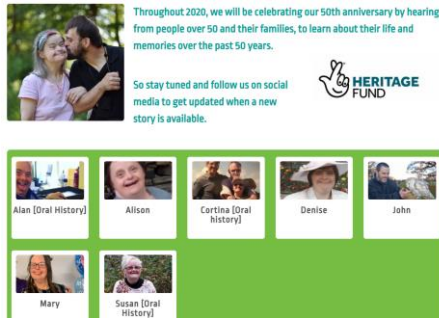 Throughout 2020, we will be celebrating our 50th anniversary by hearing
from people over 50 and their families, to learn about their life and
memories over the past 50 years.
So stay tuned and follow us on social
media to get updated when a new
story is available.
HERITAGE
FUND
Alan [Oral History]
Alison
Cortina [Oral
history]
Denise
John
Mary
Susan [Oral
History]